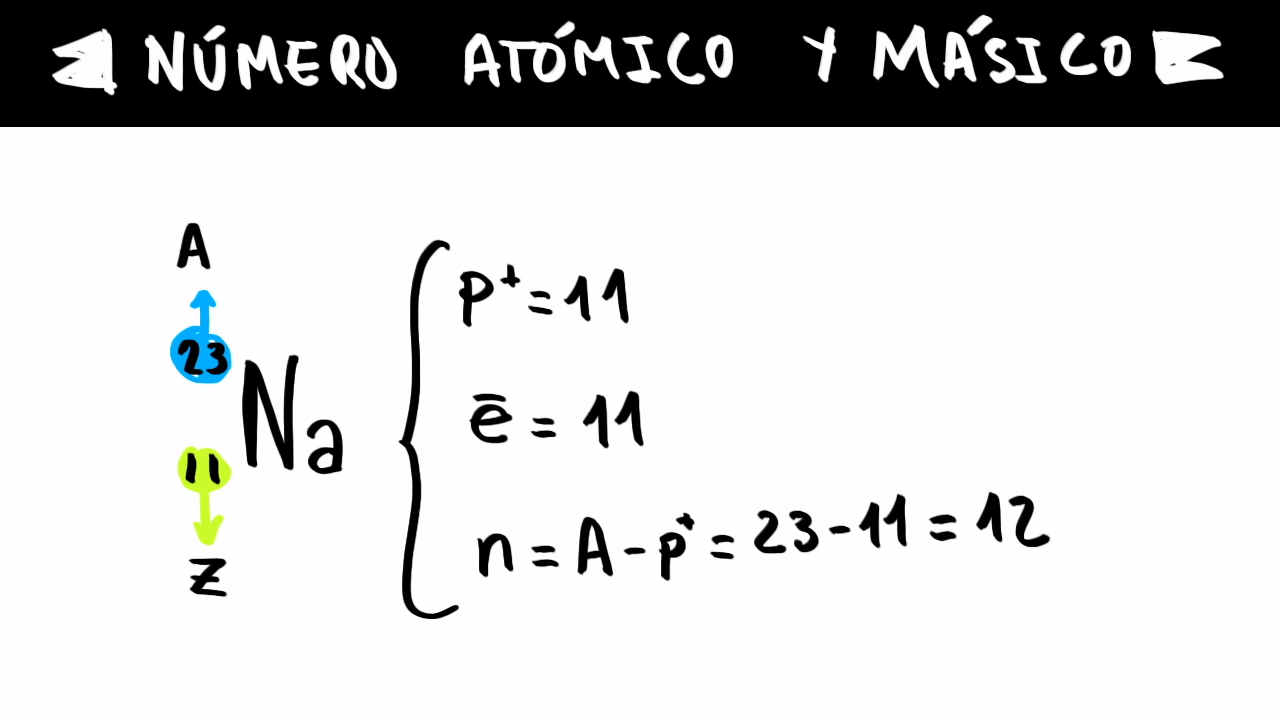 NÚMERO ATÓMICO Y MÁSICO
A
23
Na
11
Z
p⁺ = 11
e̅ = 11
n = A - p⁺ = 23 - 11 = 12